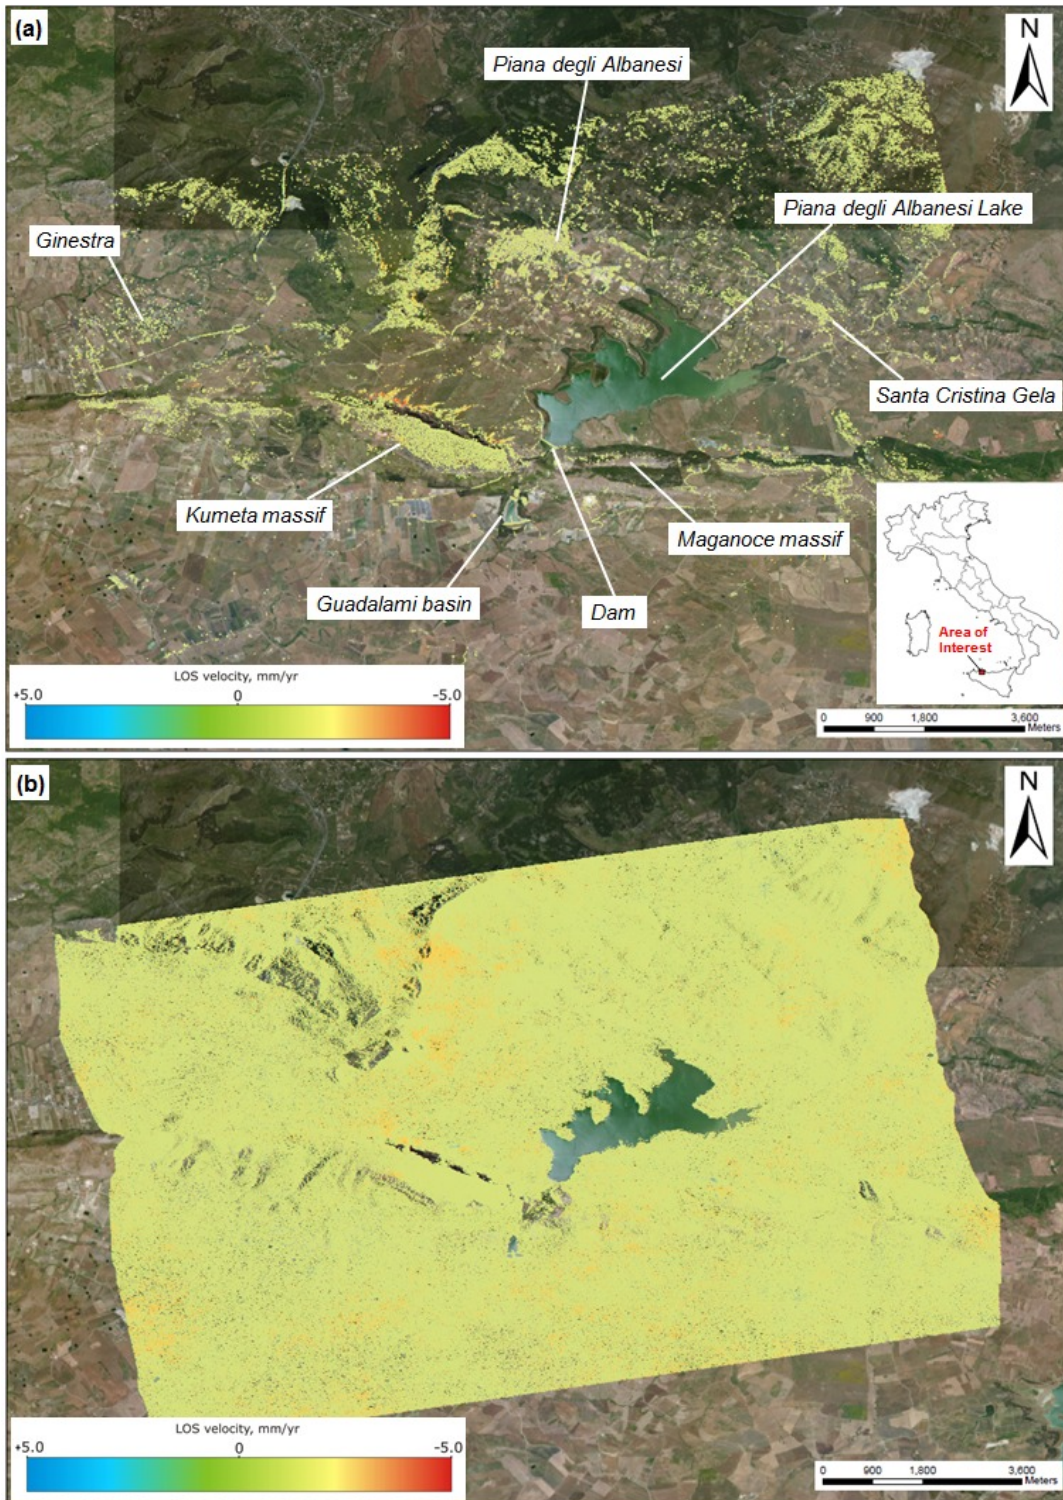 (a)
N
Piana degli Albanesi
Piana degli Albanesi Lake
Ginestra
Santa Cristina Gela
Kumeta massif
Maganoce massif
Guadalami basin
Dam
Area of
Interest
LOS velocity, mm/yr
+5.0 0 -5.0
0 900 1,800 3,600
Meters
(b)
N
LOS velocity, mm/yr
+5.0 0 -5.0
0 900 1,800 3,600
Meters